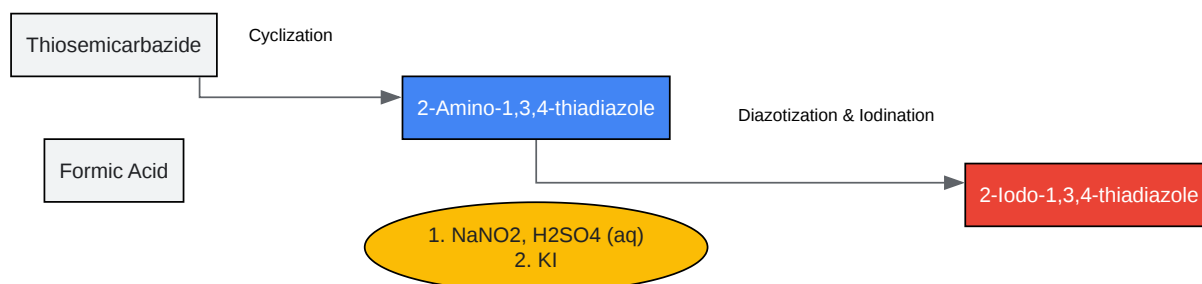 Thiosemicarbazide
Cyclization
2-Amino-1,3,4-thiadiazole
Diazotization & Iodination
Formic Acid
2-Iodo-1,3,4-thiadiazole
1. NaNO2, H2SO4 (aq)
2. KI